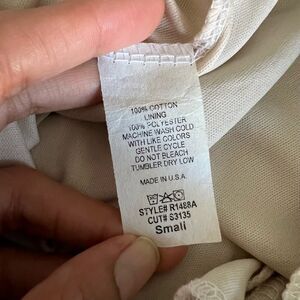 100% COTTON
LINING
100% POLYESTER
MACHINE WASH COLD
WITH LIKE COLORS
GENTLE CYCLE
DO NOT BLEACH
TUMBLER DRY LOW
MADE IN U.S.A.
STYLE# R1488A
CUT# S3135
Small